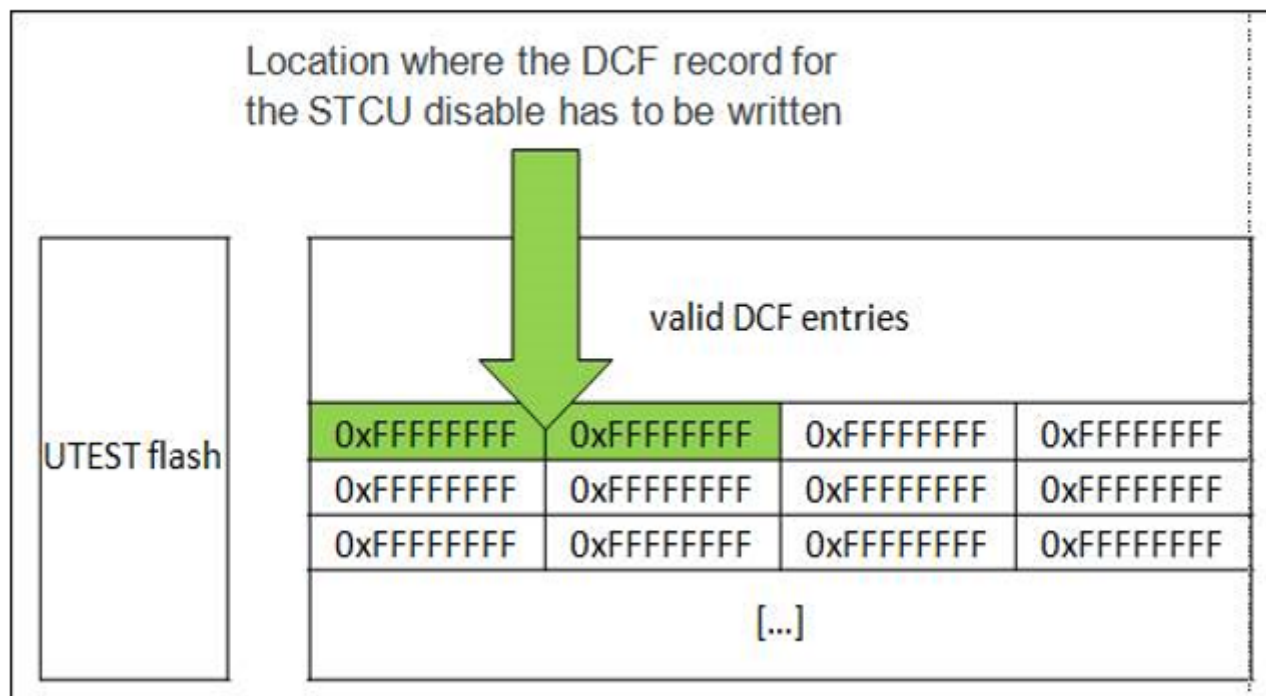 Location where the DCF record for
the STCU disable has to be written
valid DCF entries
UTEST flash
0xFFFFFFFF 0xFFFFFFFF 0xFFFFFFFF 0xFFFFFFFF
0xFFFFFFFF 0xFFFFFFFF 0xFFFFFFFF 0xFFFFFFFF
0xFFFFFFFF 0xFFFFFFFF 0xFFFFFFFF 0xFFFFFFFF
[...]